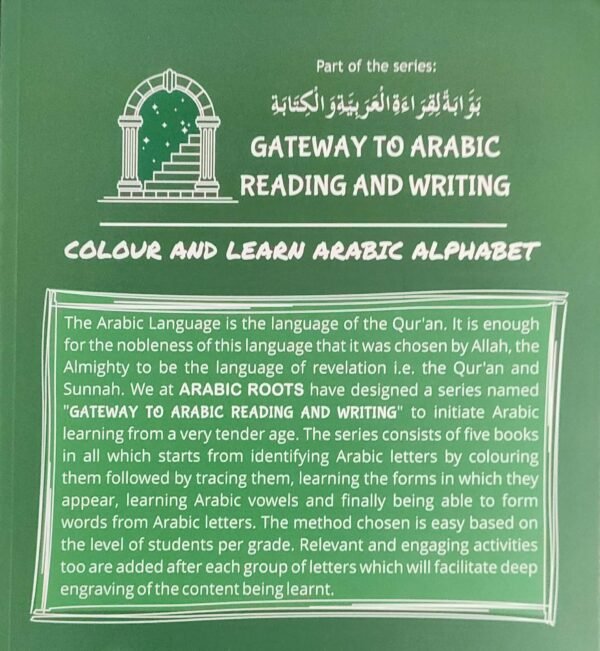 Part of the series:
بَوَّابَةٌ لِقِرَاءَةِ الْعَرَبِيَّةِ وَ الْكِتَابَةِ
GATEWAY TO ARABIC
READING AND WRITING
COLOUR AND LEARN ARABIC ALPHABET
The Arabic Language is the language of the Qur'an. It is enough
for the nobleness of this language that it was chosen by Allah, the
Almighty to be the language of revelation i.e. the Qur'an and
Sunnah. We at ARABIC ROOTS have designed a series named
"GATEWAY TO ARABIC READING AND WRITING" to initiate Arabic
learning from a very tender age. The series consists of five books
in all which starts from identifying Arabic letters by colouring
them followed by tracing them, learning the forms in which they
appear, learning Arabic vowels and finally being able to form
words from Arabic letters. The method chosen is easy based on
the level of students per grade. Relevant and engaging activities
too are added after each group of letters which will facilitate deep
engraving of the content being learnt.